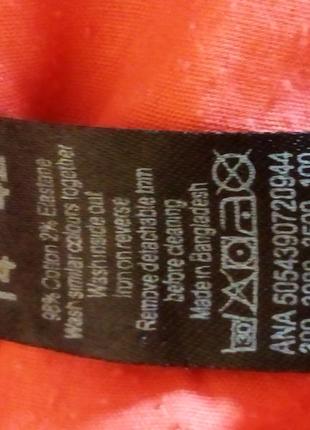 98% Cotton 2% Elastane
Wash similar colours together
Wash inside out
Iron on reverse
Remove detachable trim
before cleaning
Made in Bangladesh
30
ANA 5054390720944